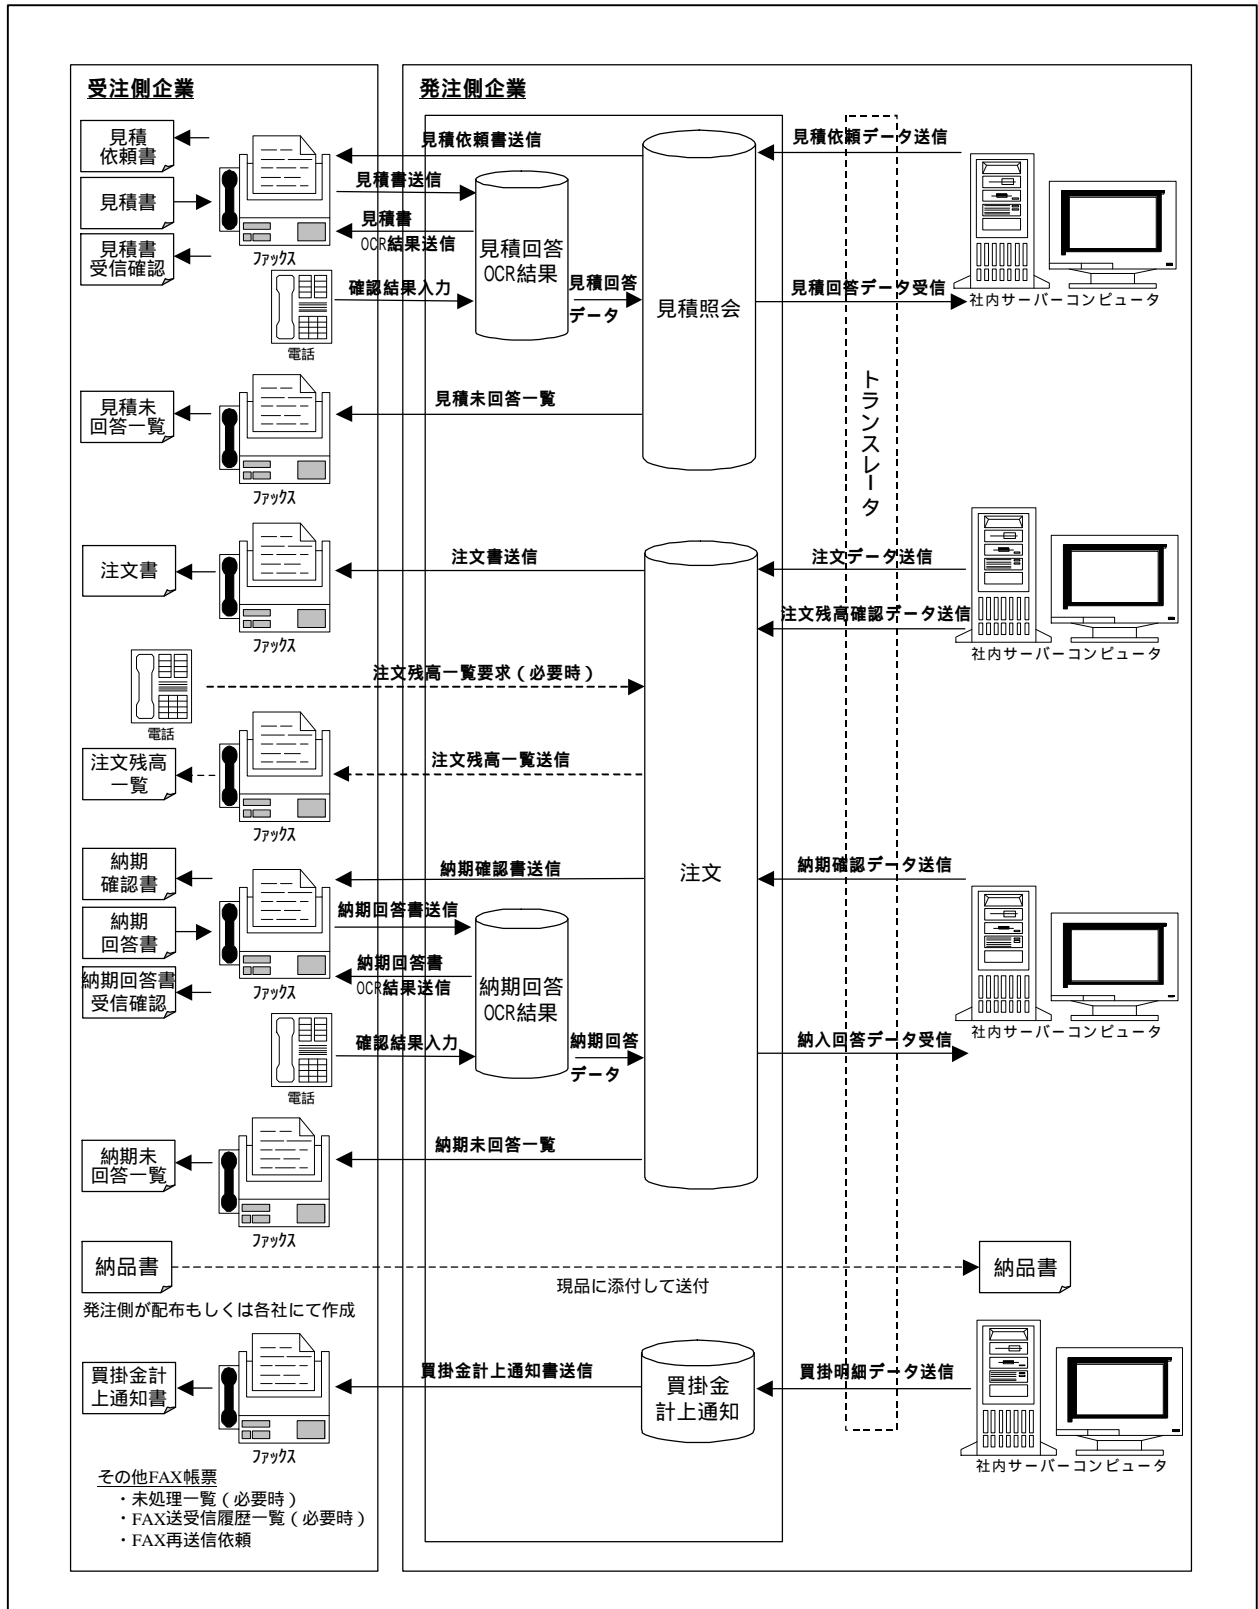 受注側企業
発注側企業
見積
依頼書
見積書
見積書
受信確認
ファックス
電話
見積依頼書送信
見積書送信
見積書
OCR結果送信
確認結果入力
見積回答
OCR結果
見積回答
データ
見積照会
見積依頼データ送信
見積回答データ受信
社内サーバーコンピュータ
トランスレータ
見積未
回答一覧
ファックス
見積未回答一覧
注文書
ファックス
注文書送信
注文データ送信
注文残高確認データ送信
社内サーバーコンピュータ
電話
注文残高一覧要求（必要時）
注文残高
一覧
ファックス
注文残高一覧送信
注文
納期
確認書
納期
回答書
納期回答書
受信確認
ファックス
電話
納期確認書送信
納期回答書送信
納期回答書
OCR結果送信
確認結果入力
納期回答
OCR結果
納期回答
データ
納期確認データ送信
納入回答データ受信
社内サーバーコンピュータ
納期未
回答一覧
ファックス
納期未回答一覧
納品書
現品に添付して送付
納品書
発注側が配布もしくは各社にて作成
買掛金計
上通知書
ファックス
買掛金計上通知書送信
買掛金
計上通知
買掛明細データ送信
社内サーバーコンピュータ
その他FAX帳票
・未処理一覧（必要時）
・FAX送受信履歴一覧（必要時）
・FAX再送信依頼